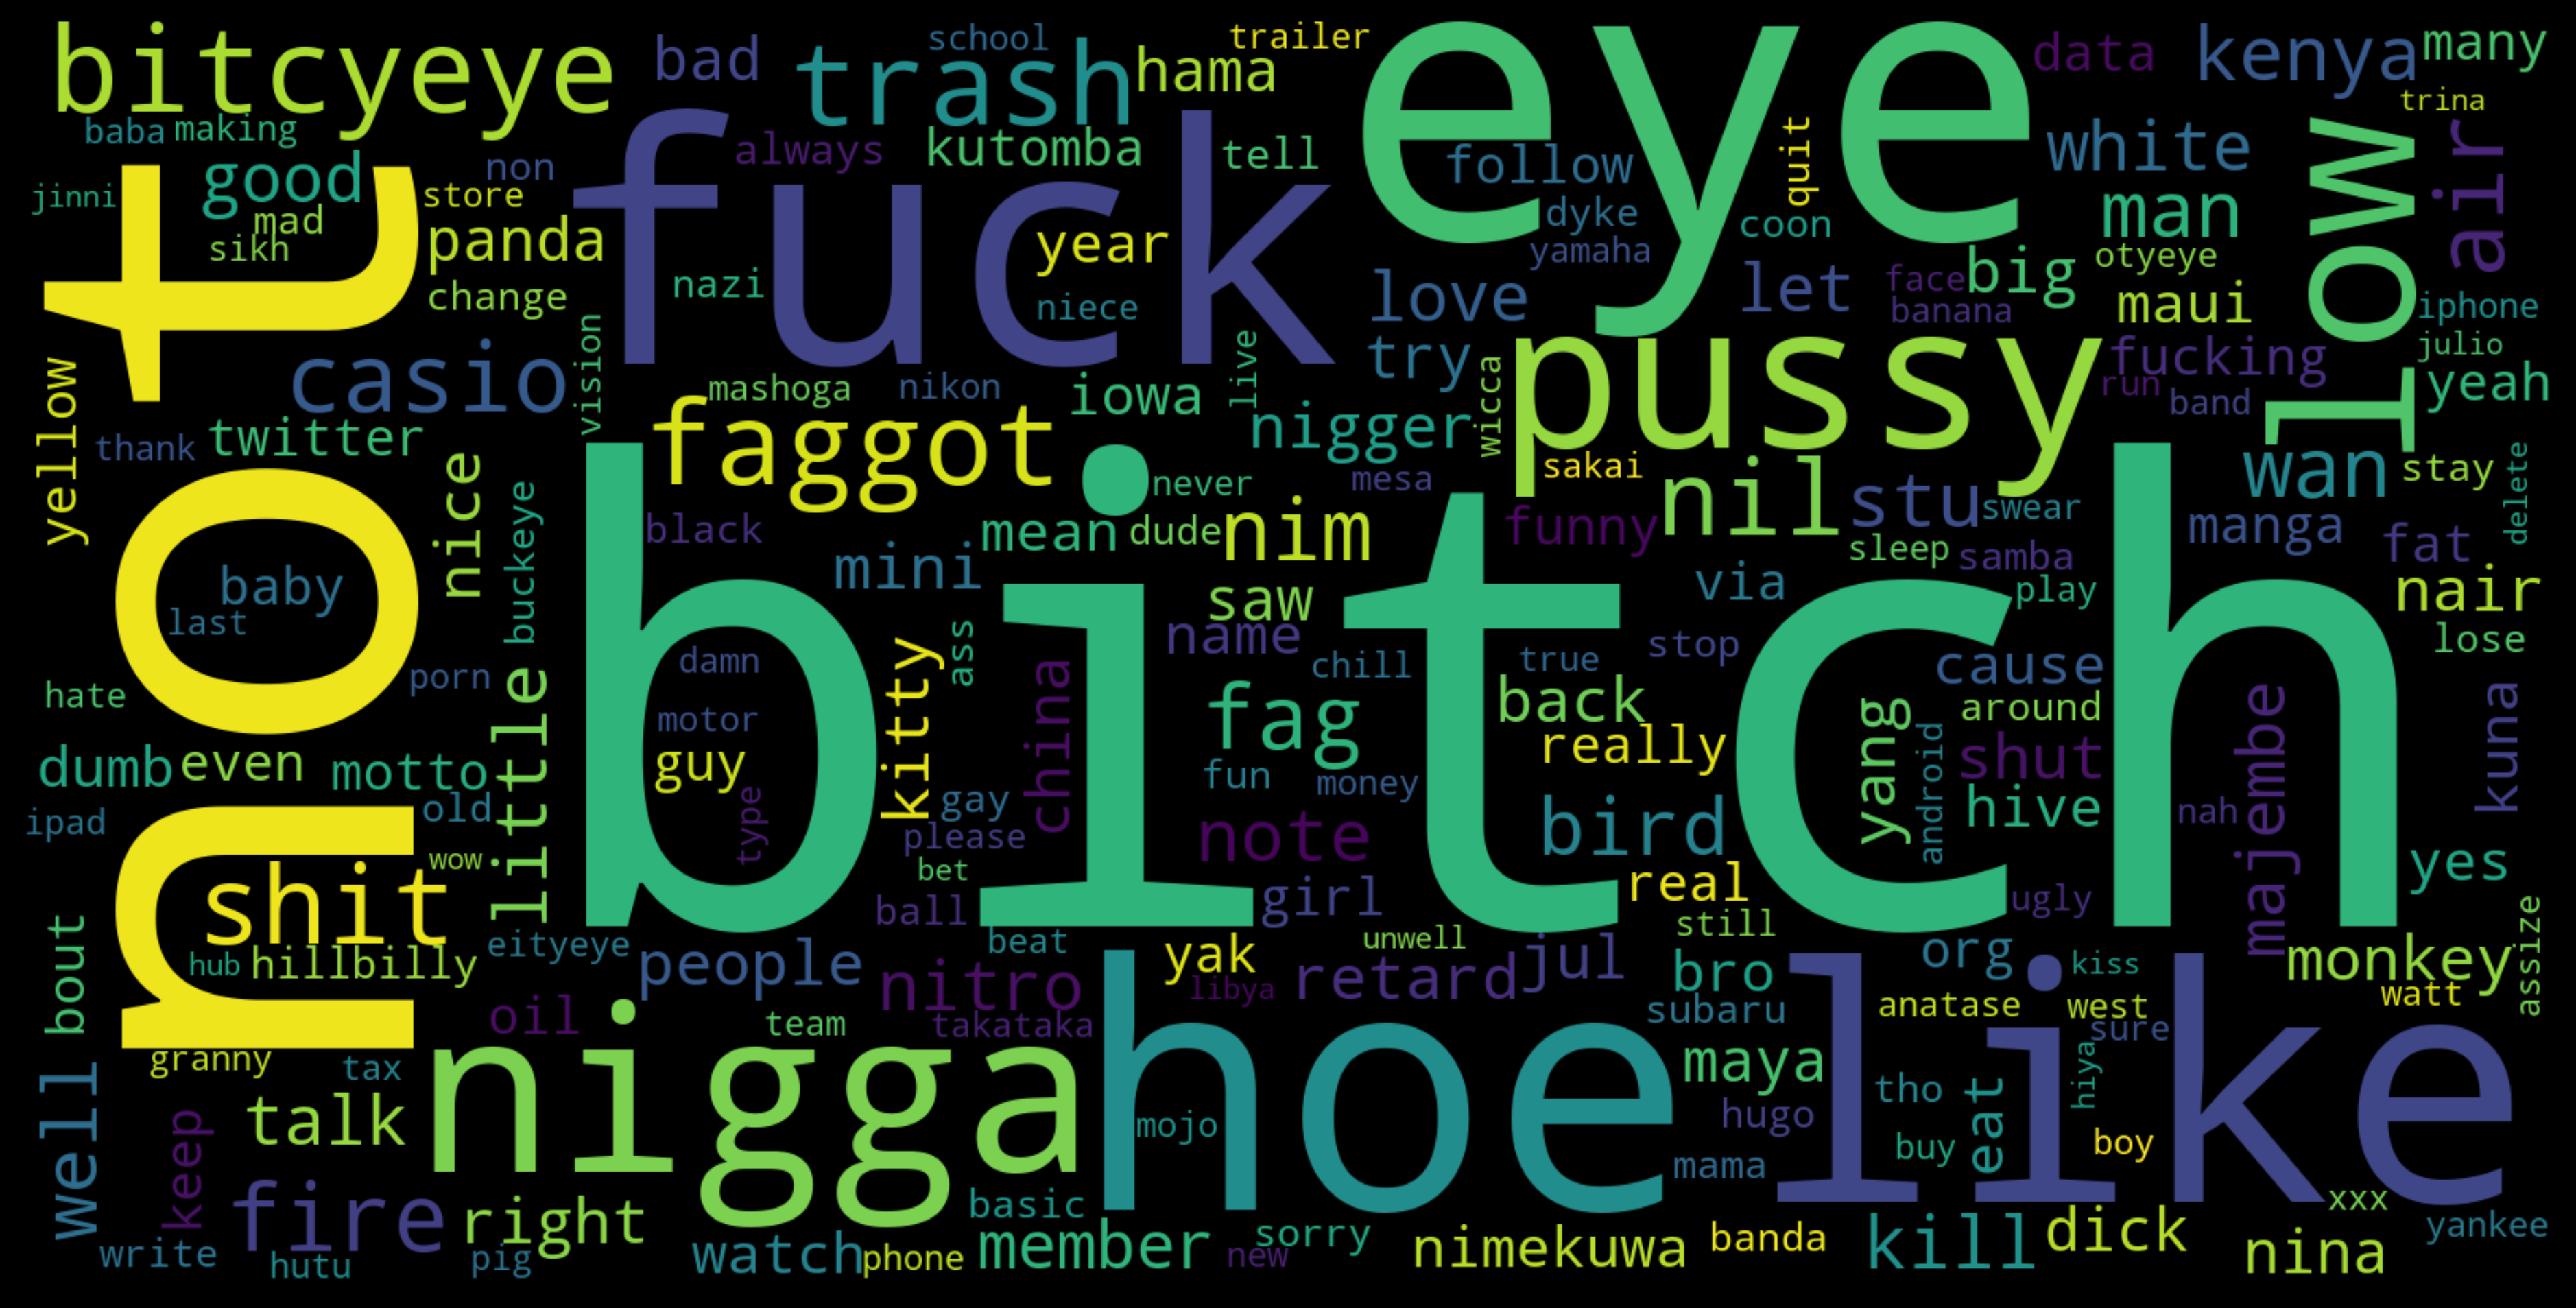 bitcyeye
bad
school
trailer
trash
hama
eye
data
kenya
many
trina
baba
making
fuck
always
kutomba
tell
follow
quit
white
low
air
not
good
non
store
jinni
mad
sikh
panda
year
dyke
coon
man
yamaha
change
nazi
niece
love
let
face
big
otyeye
maui
banana
iphone
casio
vision
live
try
pussy
fucking
julio
run
band
yeah
yellow
mashoga
nikon
iowa
wicca
thank
twitter
faggot
nigger
nice
never
mesa
sakai
nil
stu
swear
wan
stay
delete
buckeye
bitch
black
mean
dude
nim
funny
sleep
samba
manga
fat
baby
last
mini
saw
via
play
nair
lose
ass
name
chill
true
stop
cause
hate
porn
little
damn
kitty
china
motor
fag
back
yang
around
majembe
kuna
dumb
even
motto
guy
really
android
shut
ipad
old
type
gay
fun
money
hive
nah
please
note
bird
wow
bet
yes
shit
ball
girl
real
ugly
bout
hub
hillbilly
eityeye
people
beat
yak
unwell
still
org
kiss
monkey
assize
oil
nitro
libya
retard
jul
bro
anatase
west
watt
granny
tax
team
takataka
subaru
sure
well
keep
talk
nigga
hoe
mojo
maya
hugo
tho
eat
hiya
like
mama
buy
boy
fire
right
basic
xxx
write
hutu
pig
watch
phone
member
new
sorry
nimekuwa
banda
kill
dick
nina
yankee